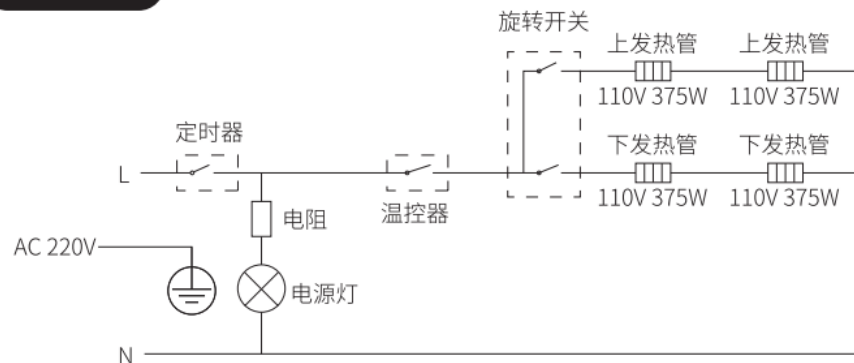 旋转开关
上发热管 上发热管
110V 375W 110V 375W
定时器
下发热管 下发热管
L
110V 375W 110V 375W
温控器
电阻
AC 220V
电源灯
N